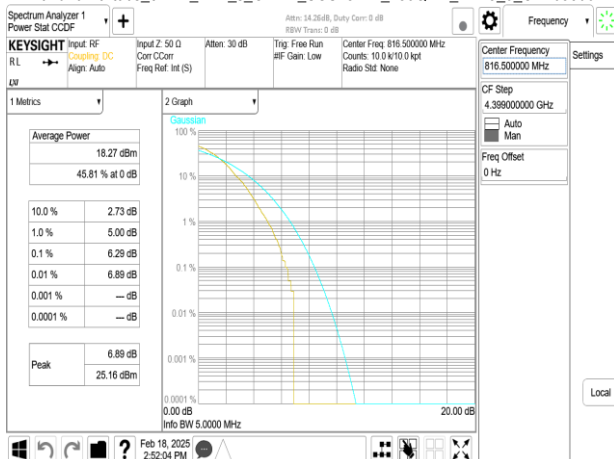 Spectrum Analyzer 1
Power Stat CCDF
Attn: 14.26dB, Duty Corr: 0 dB
RBW Trans: 0 dB
Frequency
KEYSIGHT
RL
Input: RF
Coupling: DC
Align: Auto
Input Z: 50 Ω
Corr CCorr
Freq Ref: Int (S)
Atten: 30 dB
Trig: Free Run
#IF Gain: Low
Center Freq: 816.500000 MHz
Counts: 10.0 k/10.0 kpt
Radio Std: None
Center Frequency
816.500000 MHz
Settings
CF Step
4.399000000 GHz
Auto
Man
Freq Offset
0 Hz
1 Metrics
2 Graph
Average Power
18.27 dBm
45.81 % at 0 dB
10.0 % 2.73 dB
1.0 % 5.00 dB
0.1 % 6.29 dB
0.01 % 6.89 dB
0.001 % --- dB
0.0001 % --- dB
Peak
6.89 dB
25.16 dBm
Gaussian
100 %
10 %
1 %
0.1 %
0.01 %
0.001 %
0.0001 %
0.00 dB
20.00 dB
Info BW 5.0000 MHz
Local
?
Feb 18, 2025
2:52:04 PM